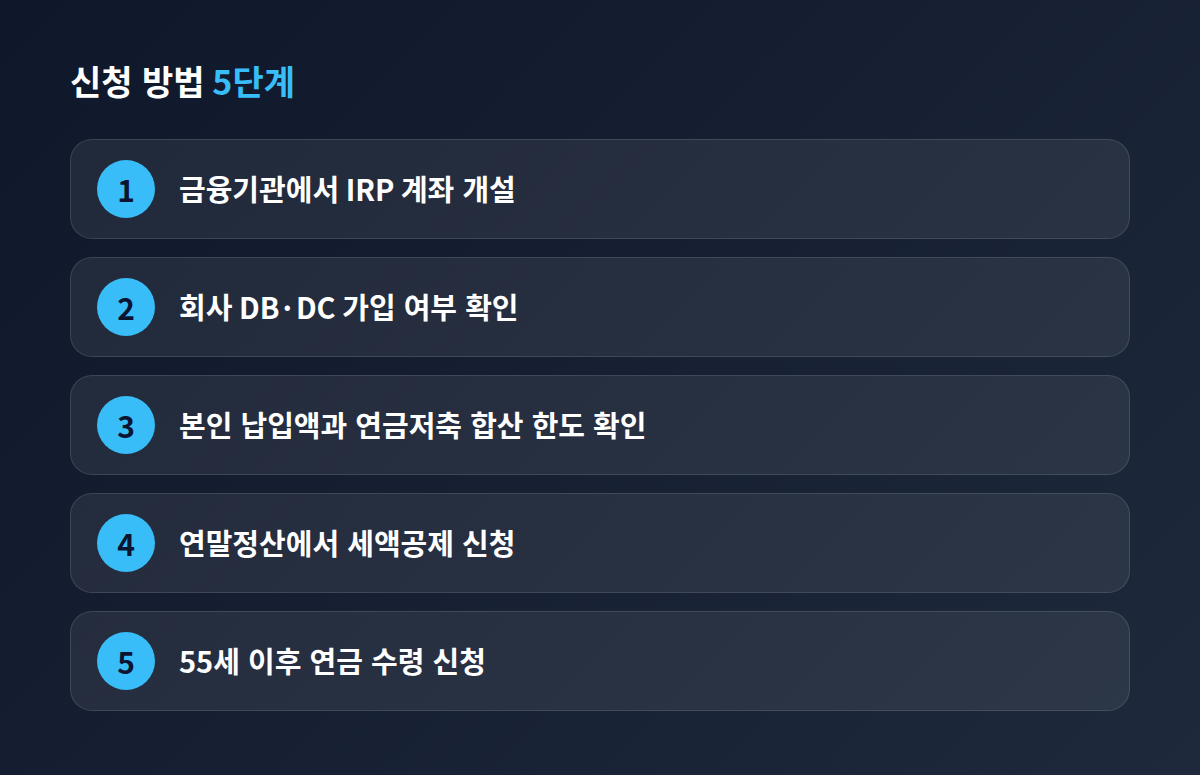 신청 방법 5단계
1 금융기관에서 IRP 계좌 개설
2 회사 DB·DC 가입 여부 확인
3 본인 납입액과 연금저축 합산 한도 확인
4 연말정산에서 세액공제 신청
5 55세 이후 연금 수령 신청